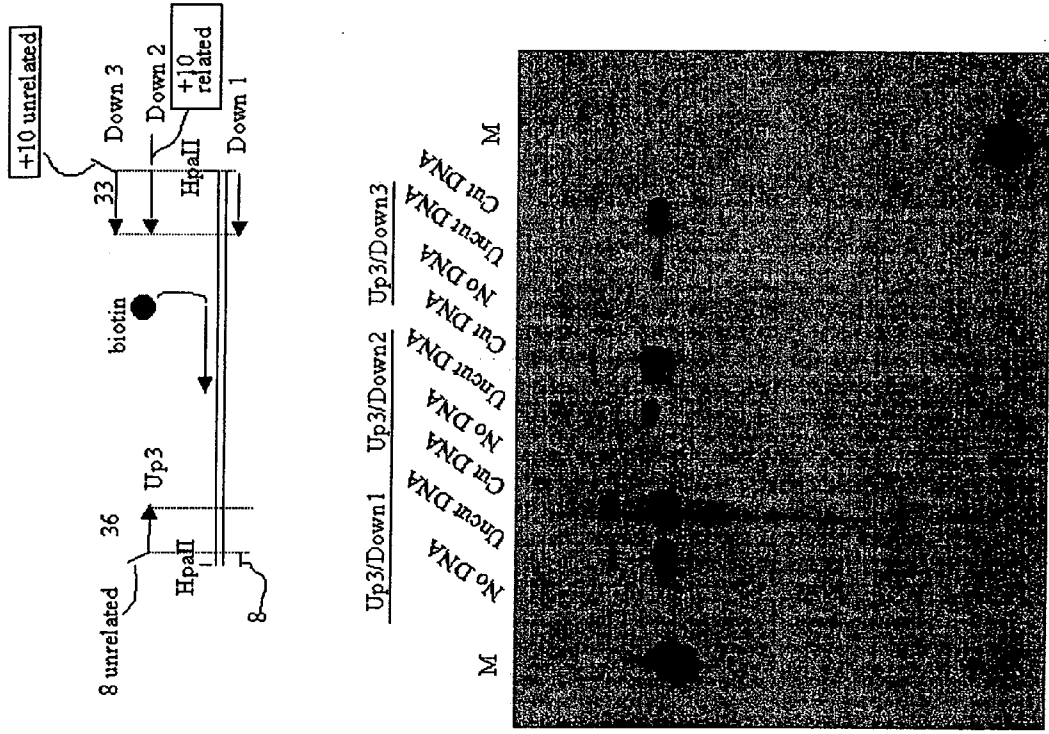 +10 unrelated
Down 3
Down 2
+10
related
Down 1
33
HpaII
biotin
Up3
36
HpaII
8 unrelated
8
Up3/Down1
Up3/Down2
Up3/Down3
M
No DNA
Uncut DNA
Cut DNA
No DNA
Uncut DNA
Cut DNA
No DNA
Uncut DNA
Cut DNA
M